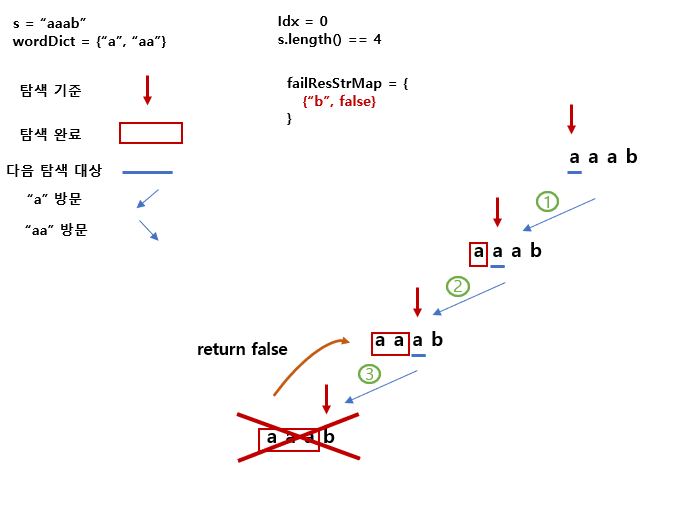 s = “aaab”
wordDict = {“a”, “aa”}
Idx = 0
s.length() == 4
failResStrMap = {
{“b”, false}
}
탐색 기준
탐색 완료
다음 탐색 대상
“a” 방문
“aa” 방문
a a a b
①
a a a b
②
a a a b
return false
③
a a a b